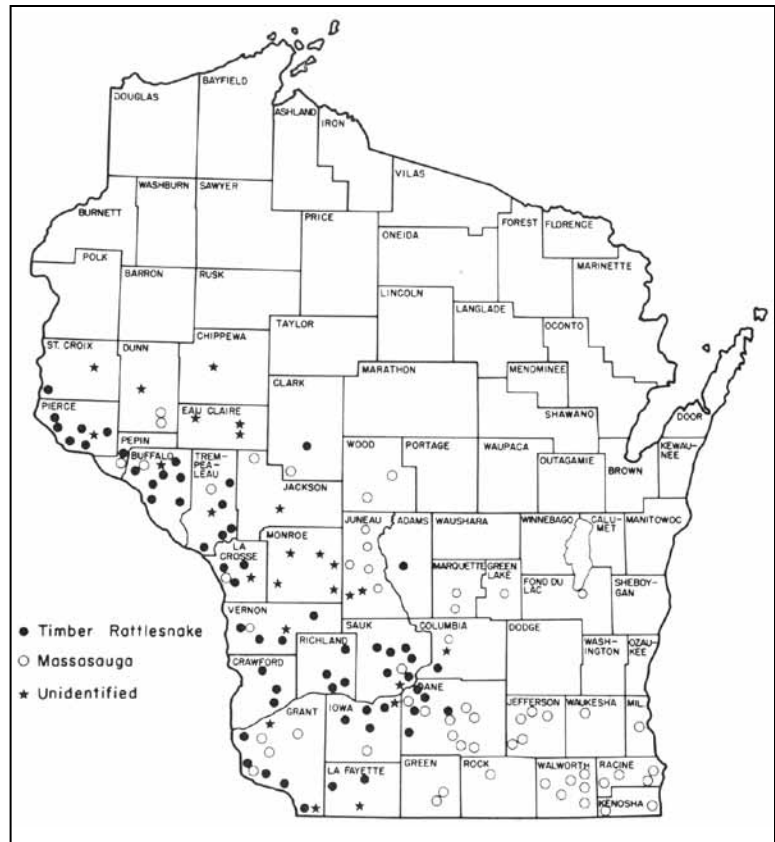 DOUGLAS
BAYFIELD
ASHLAND
IRON
VILAS
WASHBURN
SAWYER
BURNETT
PRICE
FOREST
FLORENCE
ONEIDA
POLK
MARINETTE
BARRON
RUSK
LINCOLN
LANGLADE
TAYLOR
OCONTO
ST. CROIX
DUNN
CHIPPEWA
MARATHON
MENOMINEE
CLARK
SHAWANO
DOOR
PIERCE
EAU CLAIRE
PEPIN
WOOD
PORTAGE
WAUPACA
KEWAU-
NEE
BUFFALO
TREM-
PEA-
LEAU
OUTAGAMIE
BROWN
JACKSON
JUNEAU
ADAMS
WAUSHARA
WINNEBAGO
CALU-
MET
MANITOWOC
MONROE
LA
CROSSE
MARQUETTE
GREEN
LAKE
FOND DU
LAC
SHEBOY-
GAN
VERNON
SAUK
COLUMBIA
DODGE
Timber Rattlesnake
RICHLAND
WASH-
INGTON
OZAU-
KEE
Massasauga
CRAWFORD
Unidentified
DANE
IOWA
JEFFERSON
WAUKESHA
MIL.
GRANT
LA FAYETTE
GREEN
ROCK
WALWORTH
RACINE
KENOSHA